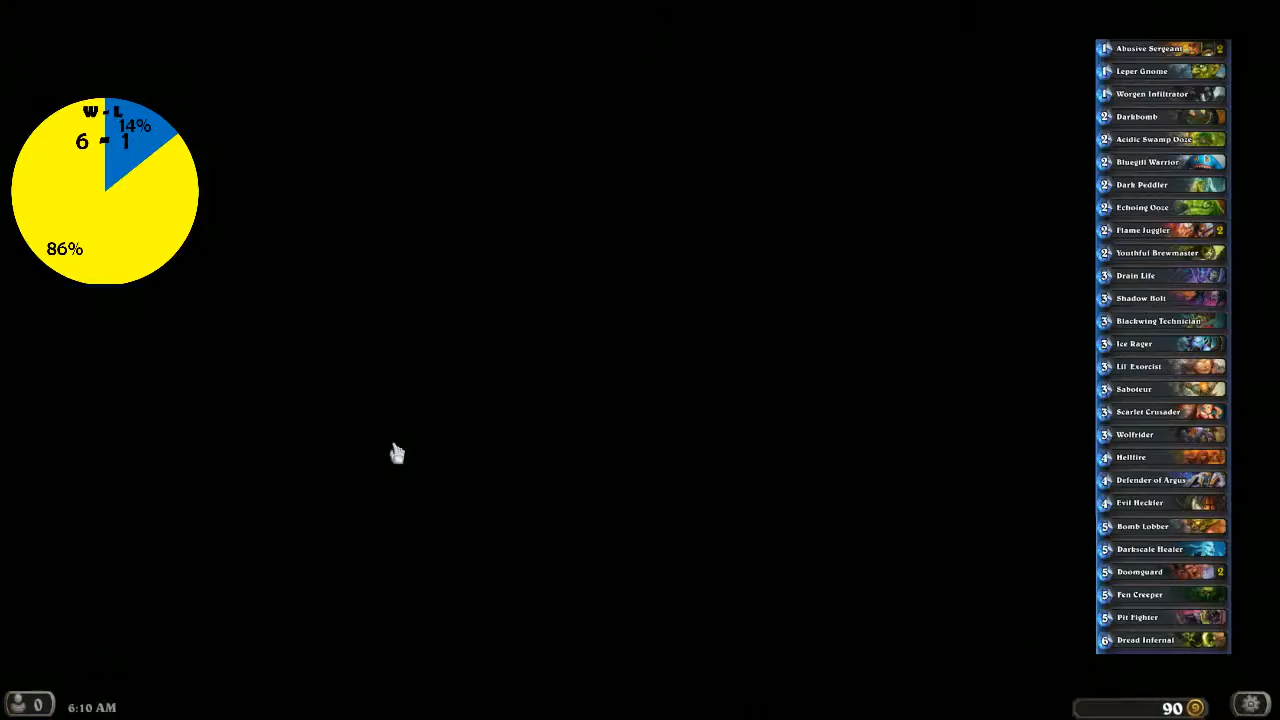 W - L
14%
6 - 1
86%
1 Abusive Sergeant 2
1 Leper Gnome
1 Worgen Infiltrator
2 Darkbomb
2 Acidic Swamp Ooze
2 Bluegill Warrior
2 Dark Peddler
2 Echoing Ooze
2 Flame Juggler 2
2 Youthful Brewmaster
3 Drain Life
3 Shadow Bolt
3 Blackwing Technician
3 Ice Rager
3 Lil' Exorcist
3 Saboteur
3 Scarlet Crusader
3 Wolfrider
4 Hellfire
4 Defender of Argus
4 Evil Heckler
5 Bomb Lobber
5 Darkscale Healer
5 Doomguard 2
5 Fen Creeper
5 Pit Fighter
6 Dread Infernal
0
6:10 AM
90